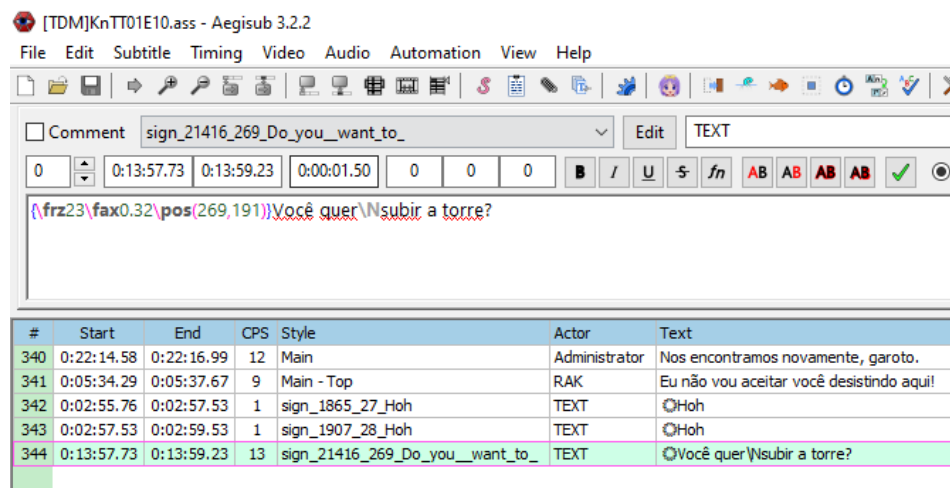 [TDM]KnTT01E10.ass - Aegisub 3.2.2
File Edit Subtitle Timing Video Audio Automation View Help
Comment sign_21416_269_Do_you__want_to_ Edit TEXT
0 0:13:57.73 0:13:59.23 0:00:01.50 0 0 0 B I U S fn AB AB AB AB
{\frz23\fax0.32\pos(269,191)}Você quer\Nsubir a torre?
# Start End CPS Style Actor Text
340 0:22:14.58 0:22:16.99 12 Main Administrator Nos encontramos novamente, garoto.
341 0:05:34.29 0:05:37.67 9 Main - Top RAK Eu não vou aceitar você desistindo aqui!
342 0:02:55.76 0:02:57.53 1 sign_1865_27_Hoh TEXT Hoh
343 0:02:57.53 0:02:59.53 1 sign_1907_28_Hoh TEXT Hoh
344 0:13:57.73 0:13:59.23 13 sign_21416_269_Do_you__want_to_ TEXT Você quer\Nsubir a torre?